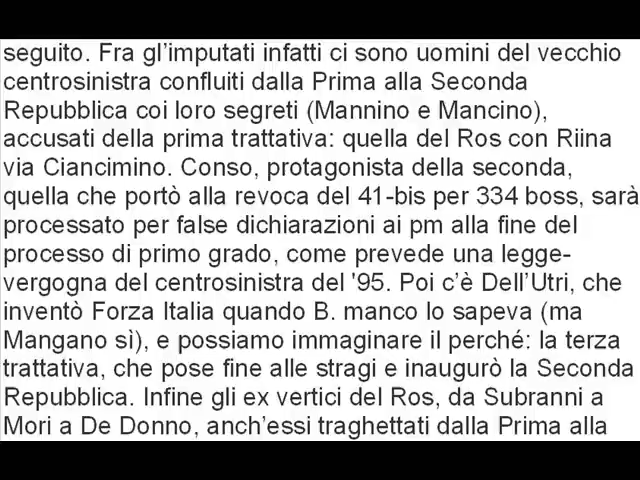 seguito. Fra gl’imputati infatti ci sono uomini del vecchio
centrosinistra confluiti dalla Prima alla Seconda
Repubblica coi loro segreti (Mannino e Mancino),
accusati della prima trattativa: quella del Ros con Riina
via Ciancimino. Conso, protagonista della seconda,
quella che portò alla revoca del 41-bis per 334 boss, sarà
processato per false dichiarazioni ai pm alla fine del
processo di primo grado, come prevede una legge-
vergogna del centrosinistra del '95. Poi c’è Dell’Utri, che
inventò Forza Italia quando B. manco lo sapeva (ma
Mangano sì), e possiamo immaginare il perché: la terza
trattativa, che pose fine alle stragi e inaugurò la Seconda
Repubblica. Infine gli ex vertici del Ros, da Subranni a
Mori a De Donno, anch’essi traghettati dalla Prima alla